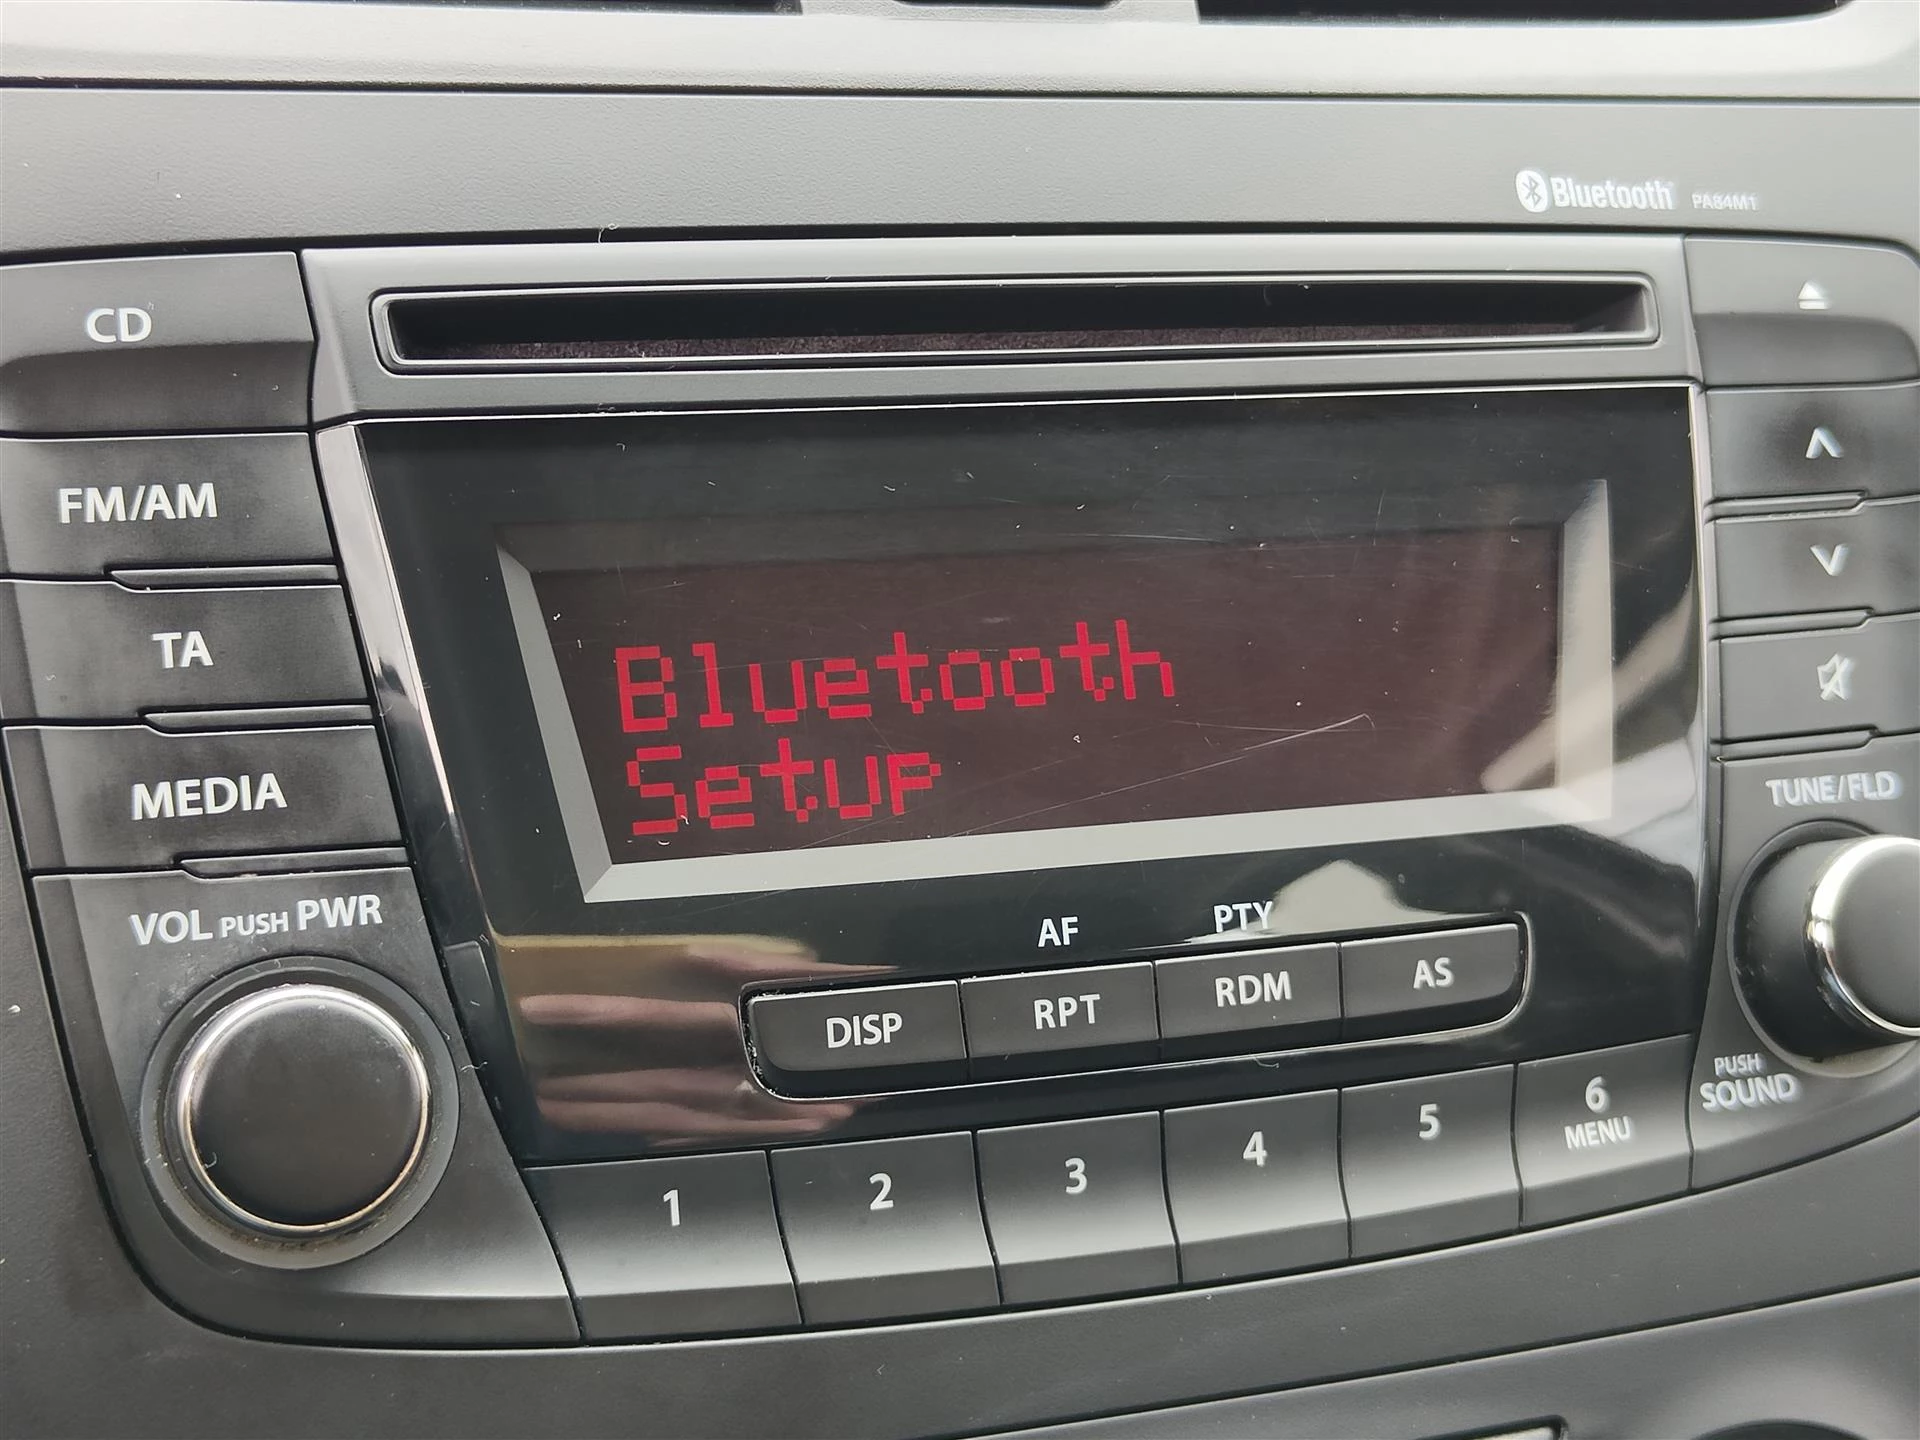 Bluetooth PA84M1
CD
FM/AM
TA
MEDIA
VOL PUSH PWR
Bluetooth
Setup
AF PTY
DISP RPT RDM AS
1 2 3 4 5 6
MENU
TUNE/FLD
PUSH
SOUND